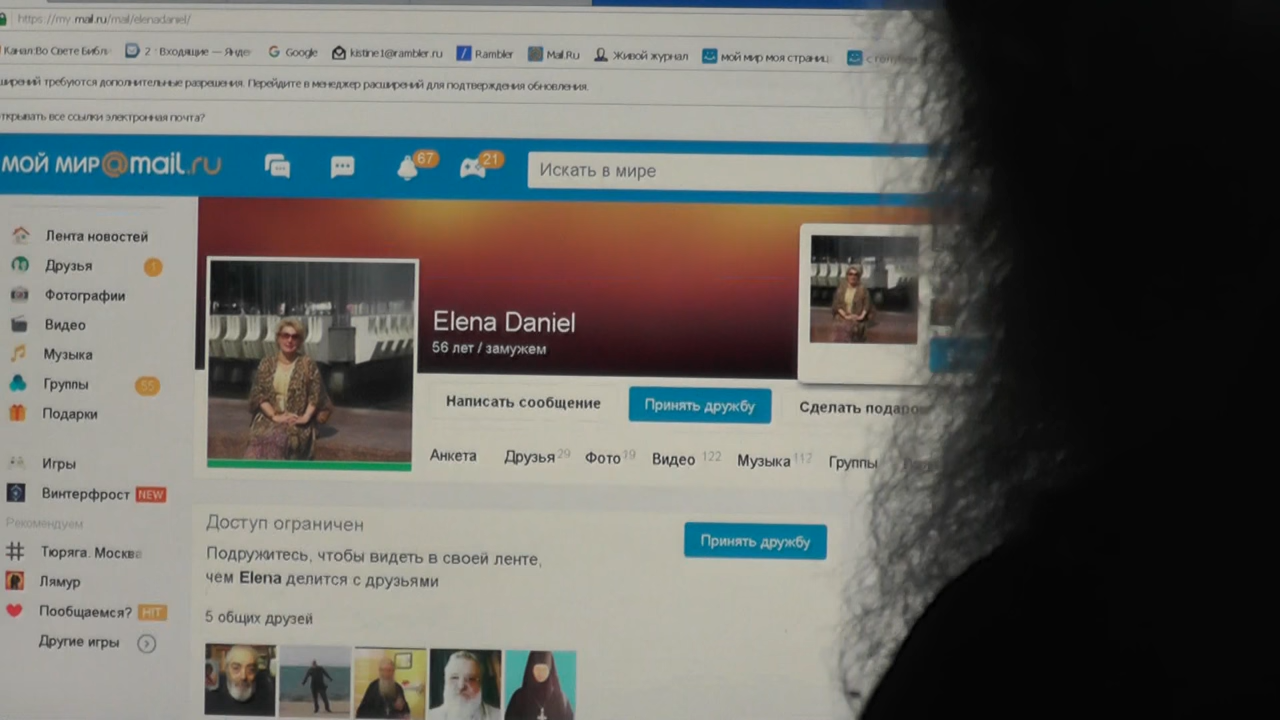 https://my.mail.ru/mail/elenadaniel/
Канал:Во Свете Библ
2 · Входящие — Янде
Google
kistine1@rambler.ru
Rambler
Mail.Ru
Живой журнал
мой мир моя страниц
ширений требуются дополнительные разрешения. Перейдите в менеджер расширений для подтверждения обновления.
открывать все ссылки электронная почта?
МОЙ МИР@mail.ru
67
21
Искать в мире
Лента новостей
Друзья 1
Фотографии
Видео
Музыка
Группы 55
Подарки
Игры
Винтерфрост NEW
Рекомендуем
Тюряга. Москва
Лямур
Пообщаемся? HIT
Другие игры
Elena Daniel
56 лет / замужем
Написать сообщение
Принять дружбу
Сделать подаро
Анкета Друзья 29 Фото 19 Видео 122 Музыка 112 Группы
Доступ ограничен
Подружитесь, чтобы видеть в своей ленте,
чем Elena делится с друзьями
Принять дружбу
5 общих друзей